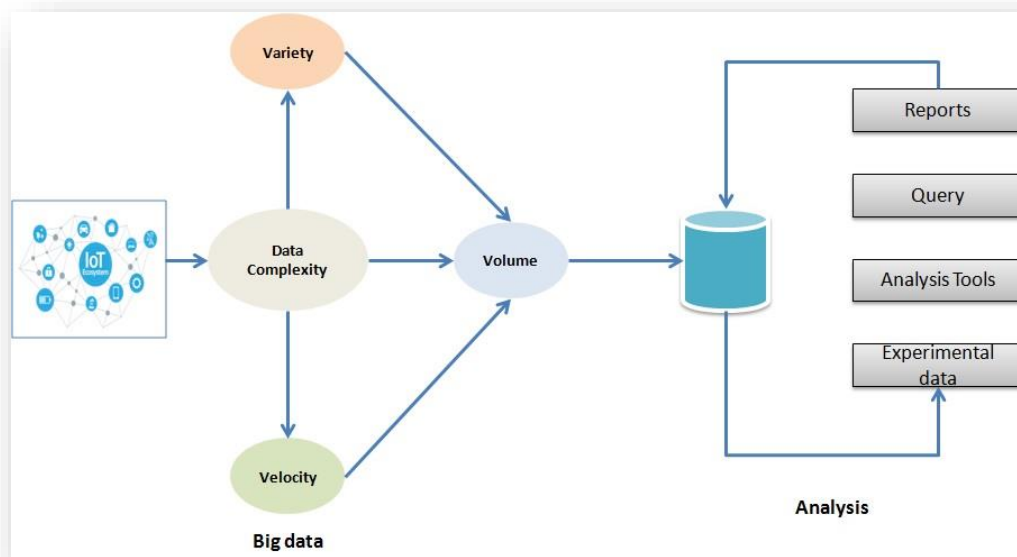 Variety
Reports
Query
IoT
Ecosystem
Data
Complexity
Volume
Analysis Tools
Experimental
data
Velocity
Analysis
Big data